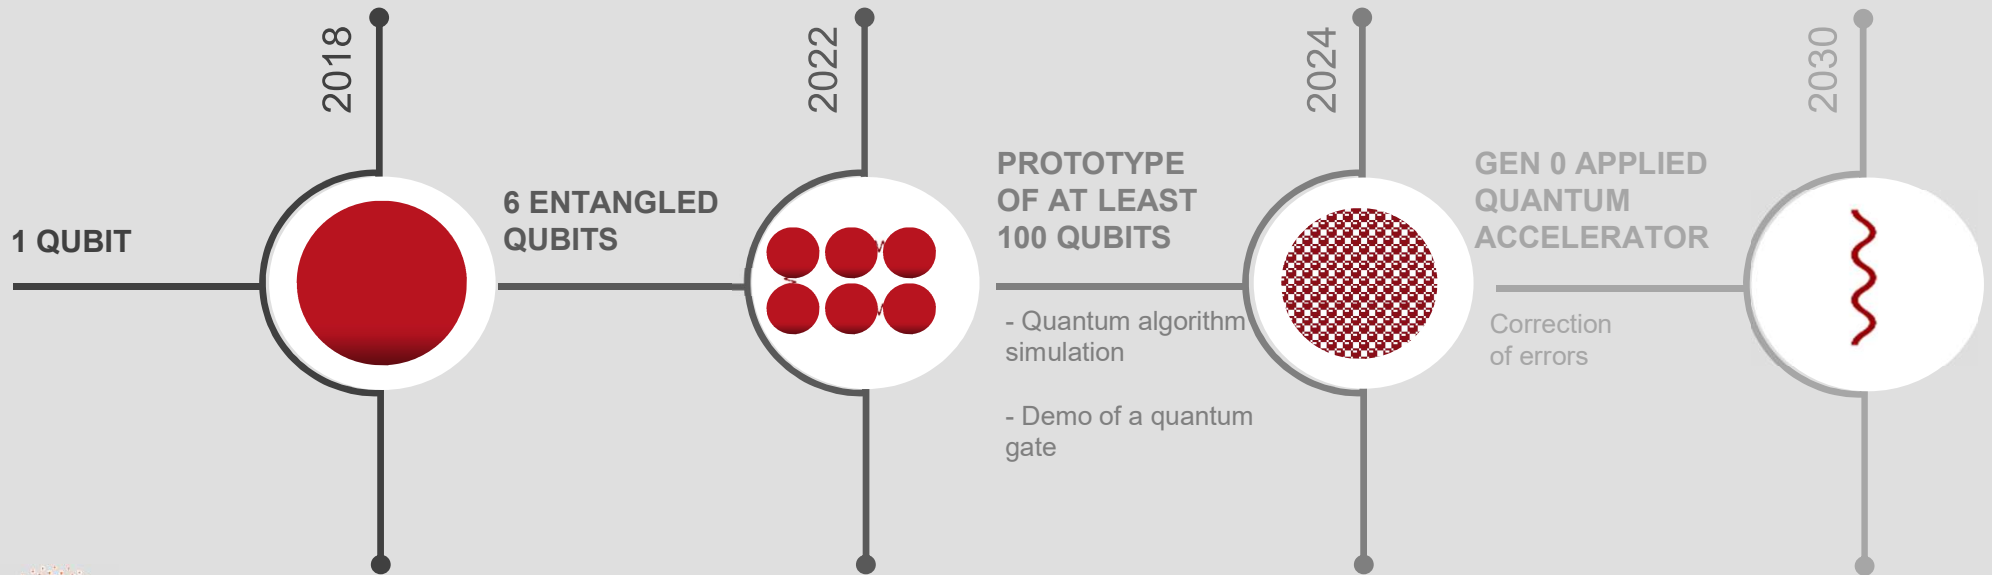 2018
1 QUBIT
2022
6 ENTANGLED
QUBITS
2024
PROTOTYPE
OF AT LEAST
100 QUBITS
- Quantum algorithm
simulation
- Demo of a quantum
gate
2030
GEN 0 APPLIED
QUANTUM
ACCELERATOR
Correction
of errors